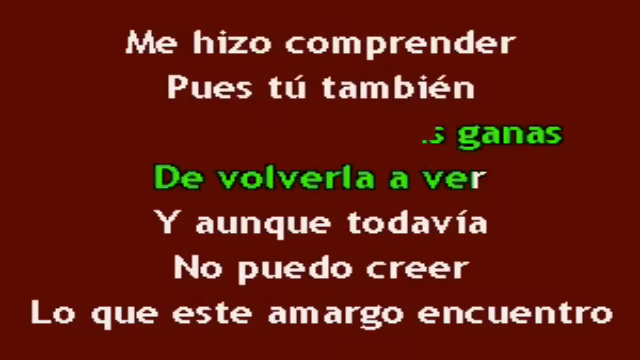 Me hizo comprender
Pues tú también
ganas
De volverla a ver
Y aunque todavía
No puedo creer
Lo que este amargo encuentro